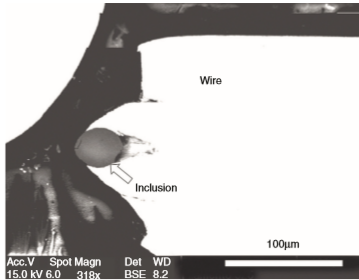 Wire
Inclusion
100μm
Acc.V Spot Magn Det WD
15.0 kV 6.0 318x BSE 8.2